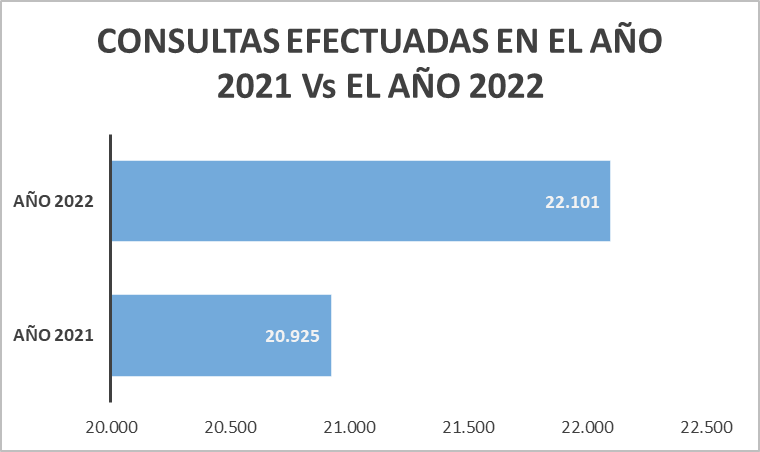 CONSULTAS EFECTUADAS EN EL AÑO
2021 Vs EL AÑO 2022
AÑO 2022
22.101
AÑO 2021
20.925
20.000 20.500 21.000 21.500 22.000 22.500